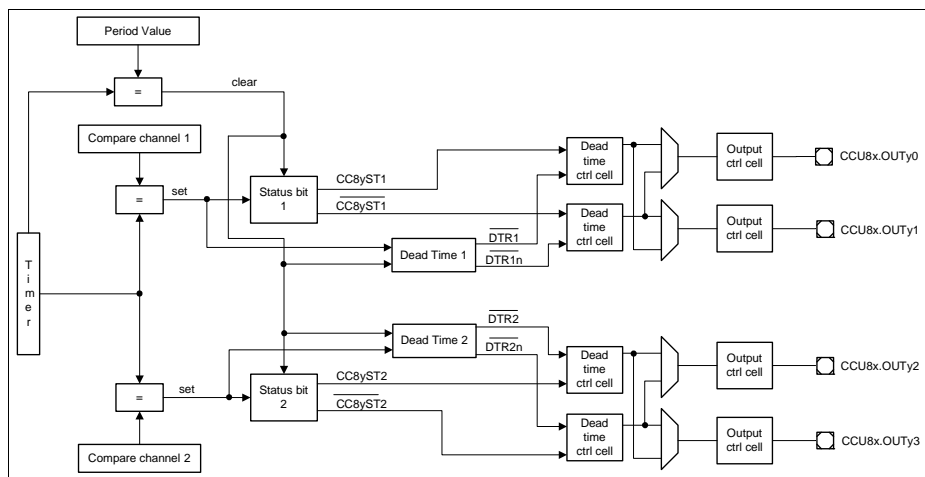 Period Value
=
clear
Compare channel 1
=
set
Status bit
1
CC8yST1
CC8yST1
Dead
time
ctrl cell
Output
ctrl cell
CCU8x.OUTy0
Dead
time
ctrl cell
Output
ctrl cell
CCU8x.OUTy1
Dead Time 1
DTR1
DTR1n
Timer
Dead Time 2
DTR2
DTR2n
=
set
Status bit
2
CC8yST2
CC8yST2
Dead
time
ctrl cell
Output
ctrl cell
CCU8x.OUTy2
Dead
time
ctrl cell
Output
ctrl cell
CCU8x.OUTy3
Compare channel 2